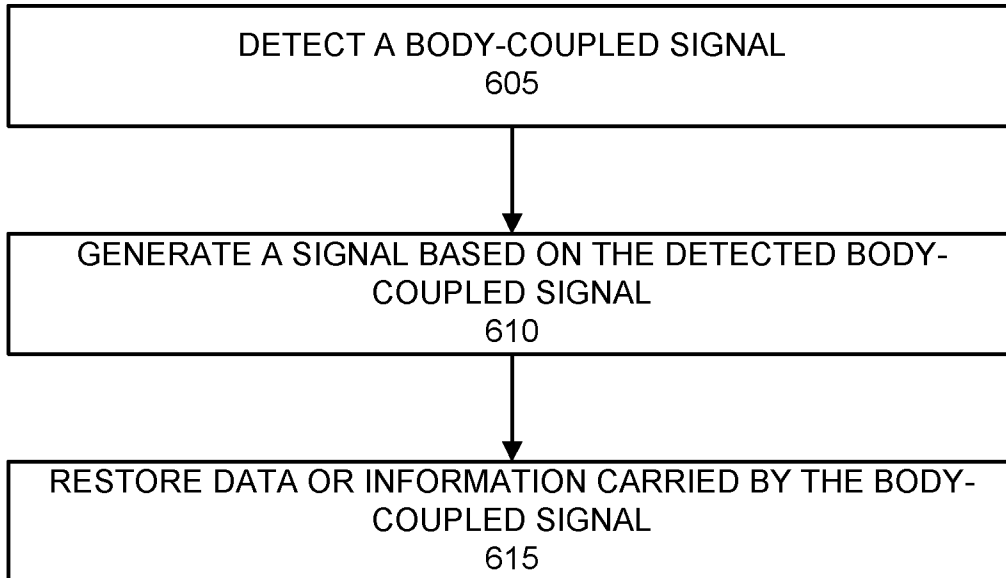 DETECT A BODY-COUPLED SIGNAL
605
GENERATE A SIGNAL BASED ON THE DETECTED BODY-
COUPLED SIGNAL
610
RESTORE DATA OR INFORMATION CARRIED BY THE BODY-
COUPLED SIGNAL
615